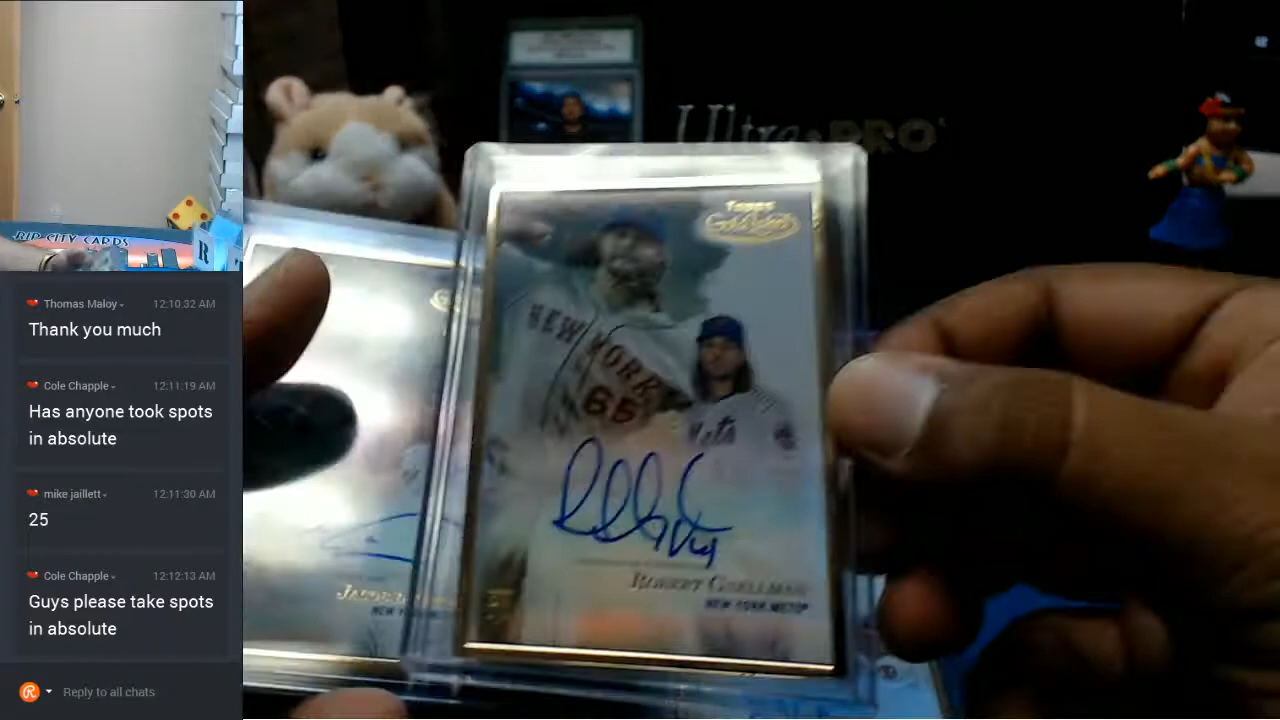 RIP CITY CARDS
R
Thomas Maloy
12:10:32 AM
Thank you much
Cole Chapple
12:11:19 AM
Has anyone took spots
in absolute
mike jaillett
12:11:30 AM
25
Cole Chapple
12:12:13 AM
Guys please take spots
in absolute
Reply to all chats
Ultra PRO
Topps
Gold Label
NEW YORK
65
Mets
ROBERT GSELLMAN
NEW YORK METS
JACOB
NEW